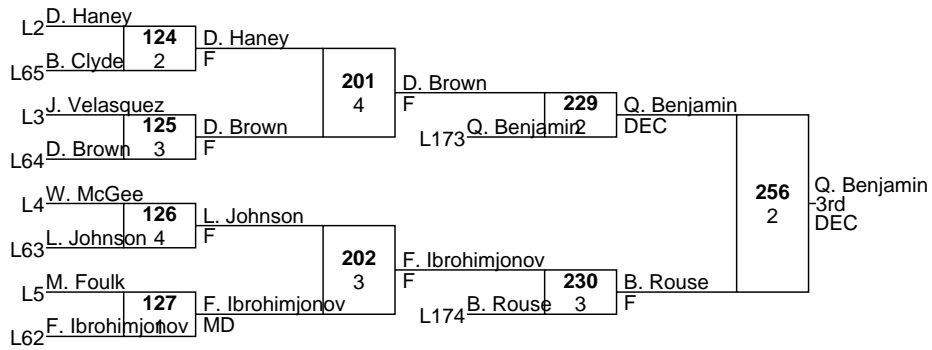 L2 D. Haney
124
2
D. Haney
F
L65 B. Clyde
201
4
D. Brown
F
L3 J. Velasquez
125
3
D. Brown
F
L64 D. Brown
229
2
Q. Benjamin
DEC
L173 Q. Benjamin
L4 W. McGee
126
4
L. Johnson
F
L63 L. Johnson
256
2
Q. Benjamin
3rd
DEC
202
3
F. Ibrohimjonov
F
L5 M. Foulk
127
1
F. Ibrohimjonov
MD
L62 F. Ibrohimjonov
230
3
B. Rouse
F
L174 B. Rouse